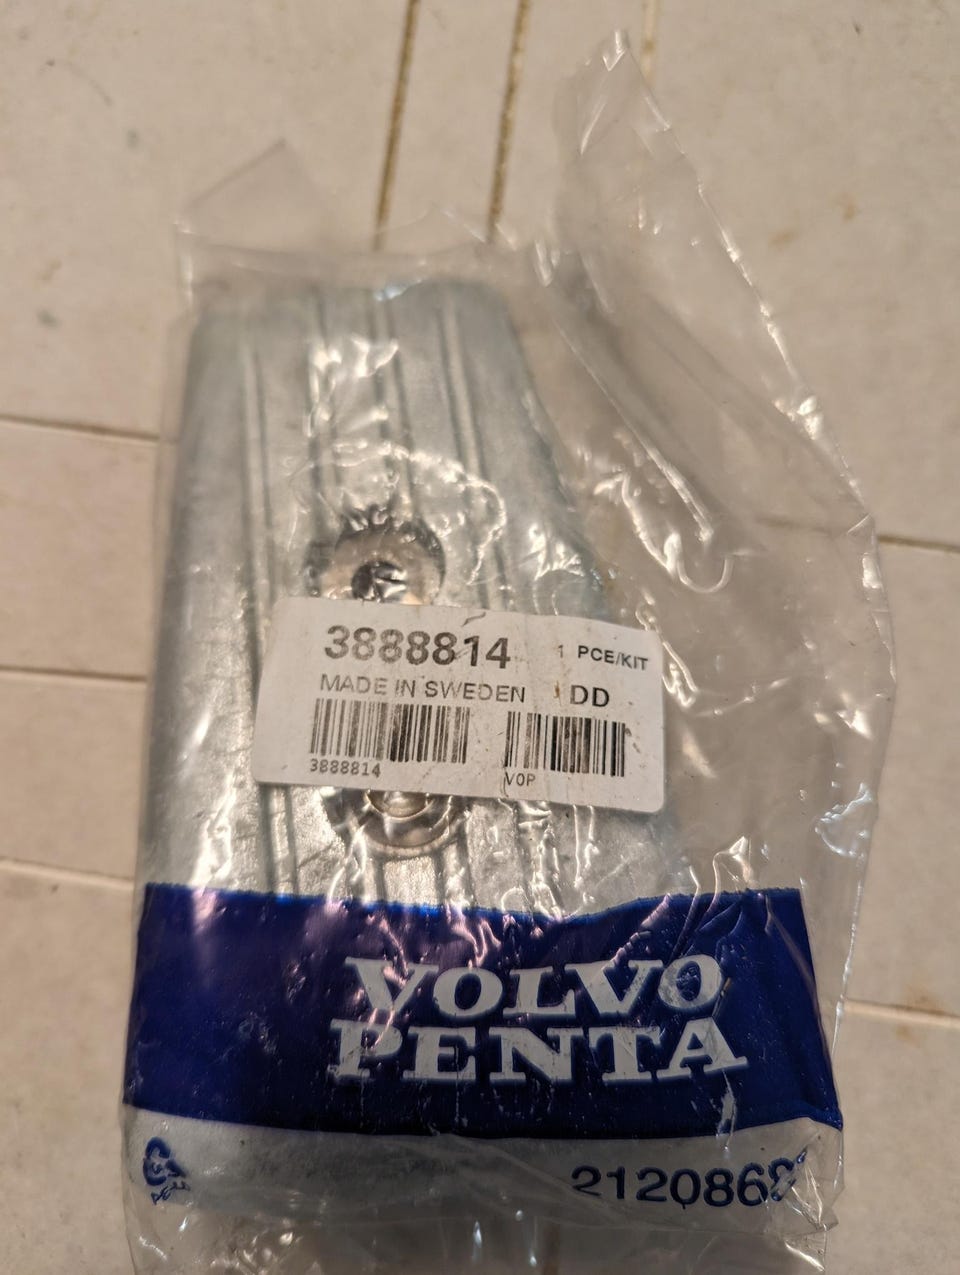 3888814 1 PCE/KIT
MADE IN SWEDEN DD
3888814 VOP
VOLVO
PENTA